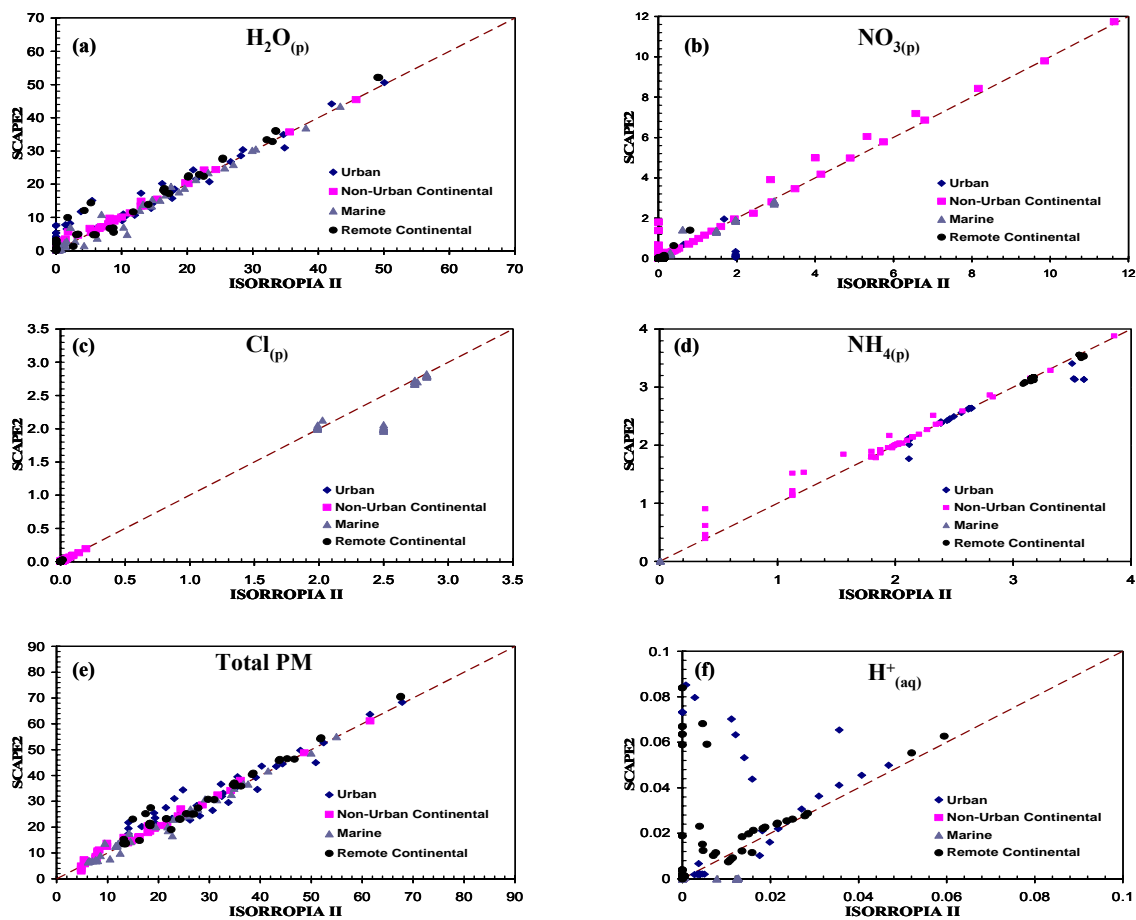 (a)
H₂O₍ₚ₎
SCAPE2
70
60
50
40
30
20
10
0
0 10 20 30 40 50 60 70
ISORROPIA II
Urban
Non-Urban Continental
Marine
Remote Continental
(b)
NO₃₍ₚ₎
SCAPE2
12
10
8
6
4
2
0
0 2 4 6 8 10 12
ISORROPIA II
Urban
Non-Urban Continental
Marine
Remote Continental
(c)
Cl₍ₚ₎
SCAPE2
3.5
3.0
2.5
2.0
1.5
1.0
0.5
0.0
0.0 0.5 1.0 1.5 2.0 2.5 3.0 3.5
ISORROPIA II
Urban
Non-Urban Continental
Marine
Remote Continental
(d)
NH₄₍ₚ₎
SCAPE2
4
3
2
1
0
0 1 2 3 4
ISORROPIA II
Urban
Non-Urban Continental
Marine
Remote Continental
(e)
Total PM
SCAPE2
90
80
70
60
50
40
30
20
10
0
0 10 20 30 40 50 60 70 80 90
ISORROPIA II
Urban
Non-Urban Continental
Marine
Remote Continental
(f)
H⁺(aq)
SCAPE2
0.1
0.08
0.06
0.04
0.02
0
0 0.02 0.04 0.06 0.08 0.1
ISORROPIA II
Urban
Non-Urban Continental
Marine
Remote Continental